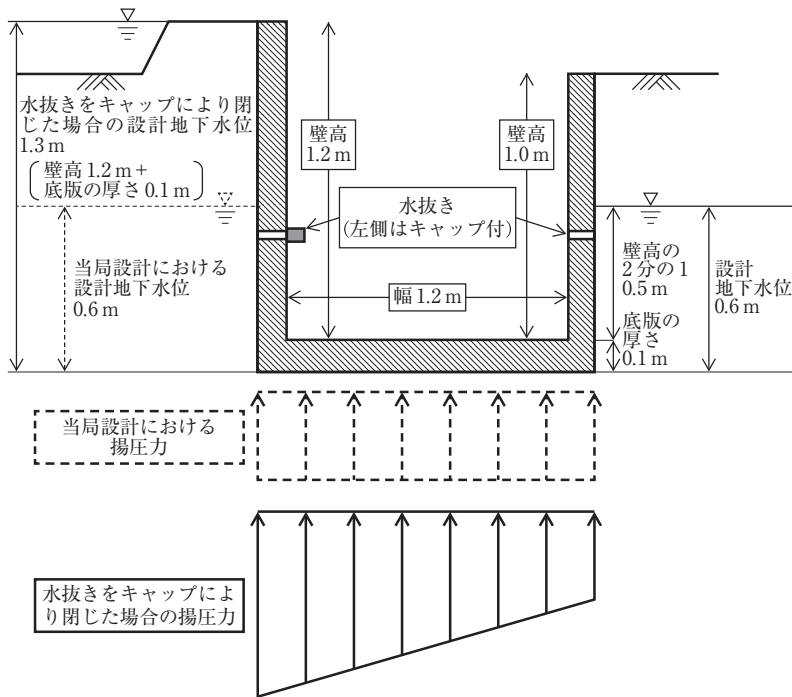 水抜きをキャップにより閉
じた場合の設計地下水位
1.3 m
壁高 1.2 m＋
底版の厚さ 0.1 m
当局設計における
設計地下水位
0.6 m
壁高
1.2 m
壁高
1.0 m
水抜き
(左側はキャップ付)
幅 1.2 m
壁高の
2 分の 1
0.5 m
底版の
厚さ
0.1 m
設計
地下水位
0.6 m
当局設計における
揚圧力
水抜きをキャップによ
り閉じた場合の揚圧力